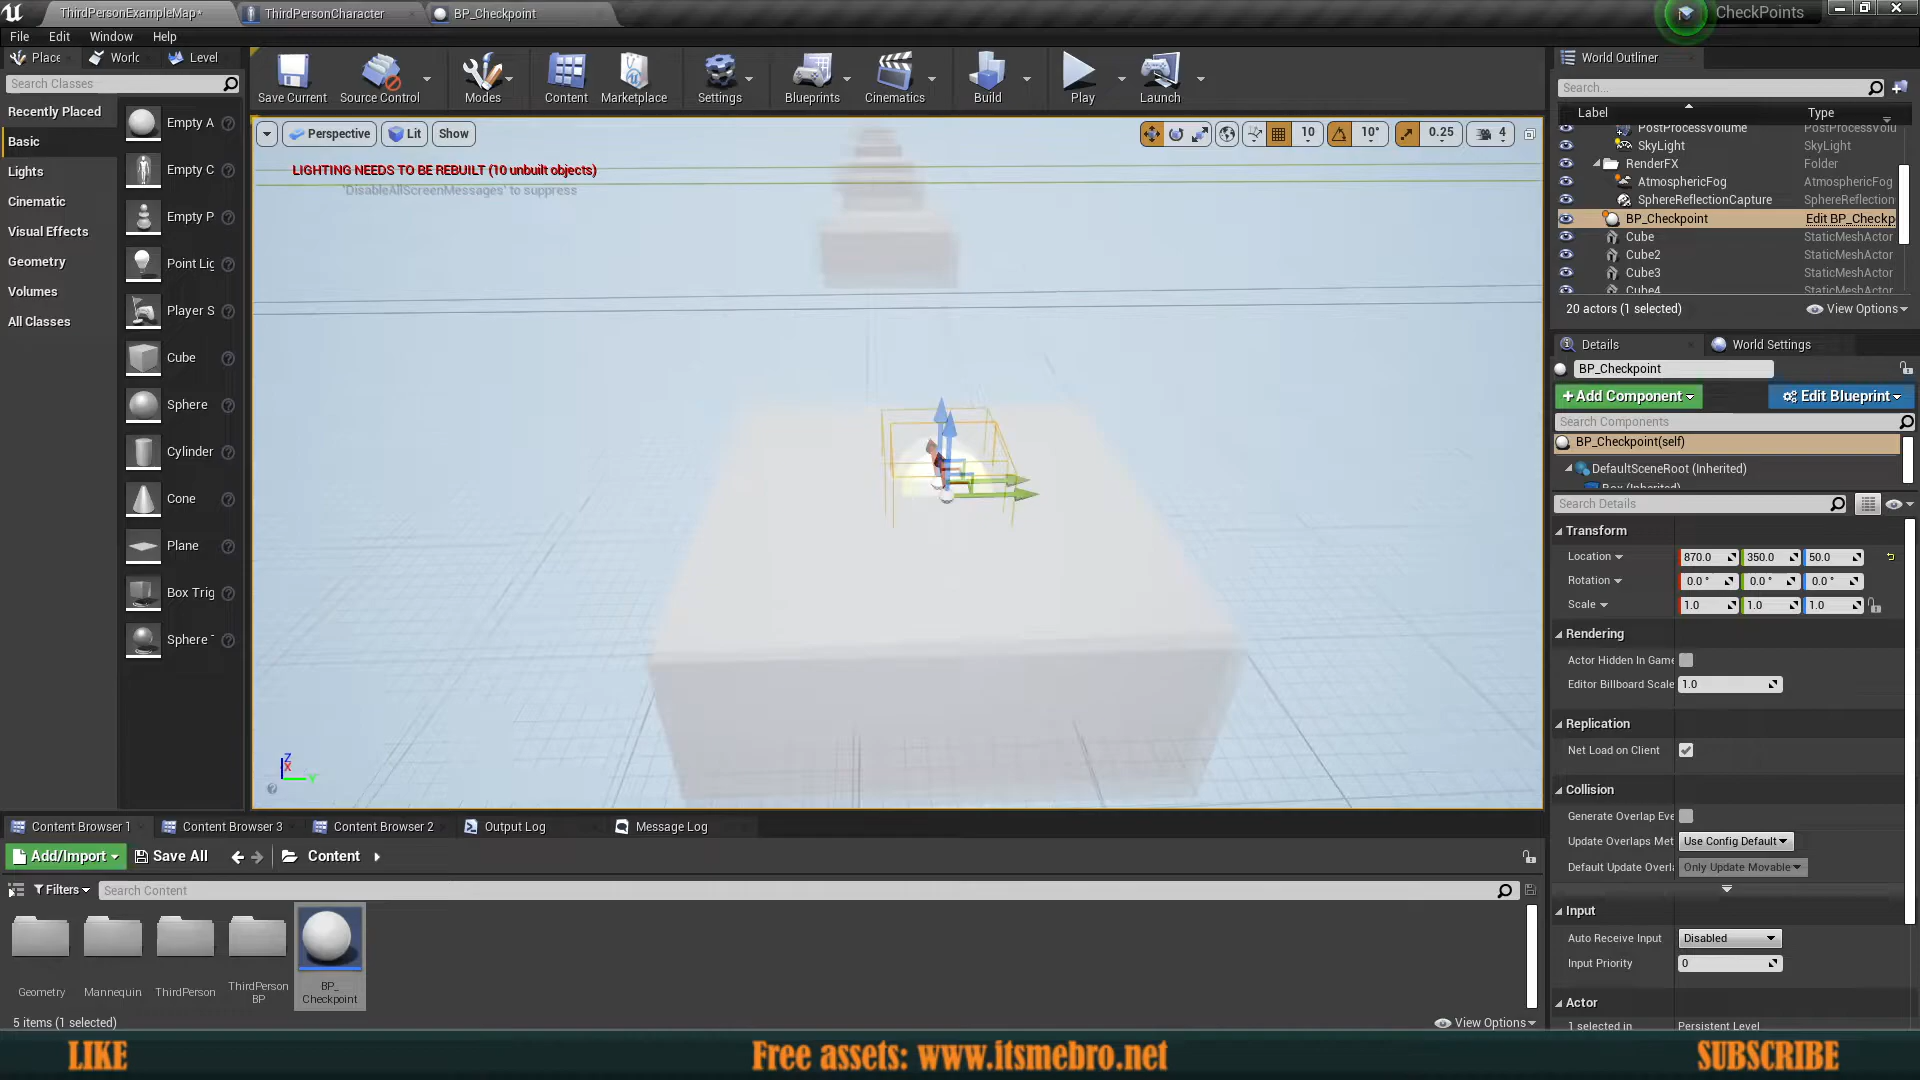 ThirdPersonExampleMap*
ThirdPersonCharacter
BP_Checkpoint
CheckPoints
File Edit Window Help
Place
World
Level
Search Classes
Recently Placed
Basic
Lights
Cinematic
Visual Effects
Geometry
Volumes
All Classes
Empty A
Empty C
Empty P
Point Lig
Player S
Cube
Sphere
Cylinder
Cone
Plane
Box Trig
Sphere
Save Current
Source Control
Modes
Content
Marketplace
Settings
Blueprints
Cinematics
Build
Play
Launch
Perspective
Lit
Show
10
10°
0.25
4
LIGHTING NEEDS TO BE REBUILT (10 unbuilt objects)
'DisableAllScreenMessages' to suppress
Z
X
Y
World Outliner
Search...
Label Type
PostProcessVolume PostProcessVolu
SkyLight SkyLight
RenderFX Folder
AtmosphericFog AtmosphericFog
SphereReflectionCapture SphereReflection
BP_Checkpoint Edit BP_Checkp
Cube StaticMeshActor
Cube2 StaticMeshActor
Cube3 StaticMeshActor
Cube4 StaticMeshActor
20 actors (1 selected)
View Options
Details
World Settings
BP_Checkpoint
+Add Component
Edit Blueprint
Search Components
BP_Checkpoint(self)
DefaultSceneRoot (Inherited)
Box (Inherited)
Search Details
Transform
Location 870.0 350.0 50.0
Rotation 0.0 ° 0.0 ° 0.0 °
Scale 1.0 1.0 1.0
Rendering
Actor Hidden In Game
Editor Billboard Scale 1.0
Replication
Net Load on Client
Collision
Generate Overlap Eve
Update Overlaps Met Use Config Default
Default Update Overla Only Update Movable
Input
Auto Receive Input Disabled
Input Priority 0
Actor
1 selected in Persistent Level
Content Browser 1
Content Browser 3
Content Browser 2
Output Log
Message Log
Add/Import
Save All
Content
Filters
Search Content
Geometry
Mannequin
ThirdPerson
ThirdPerson
BP
BP_
Checkpoint
5 items (1 selected)
View Options
LIKE
Free assets: www.itsmebro.net
SUBSCRIBE